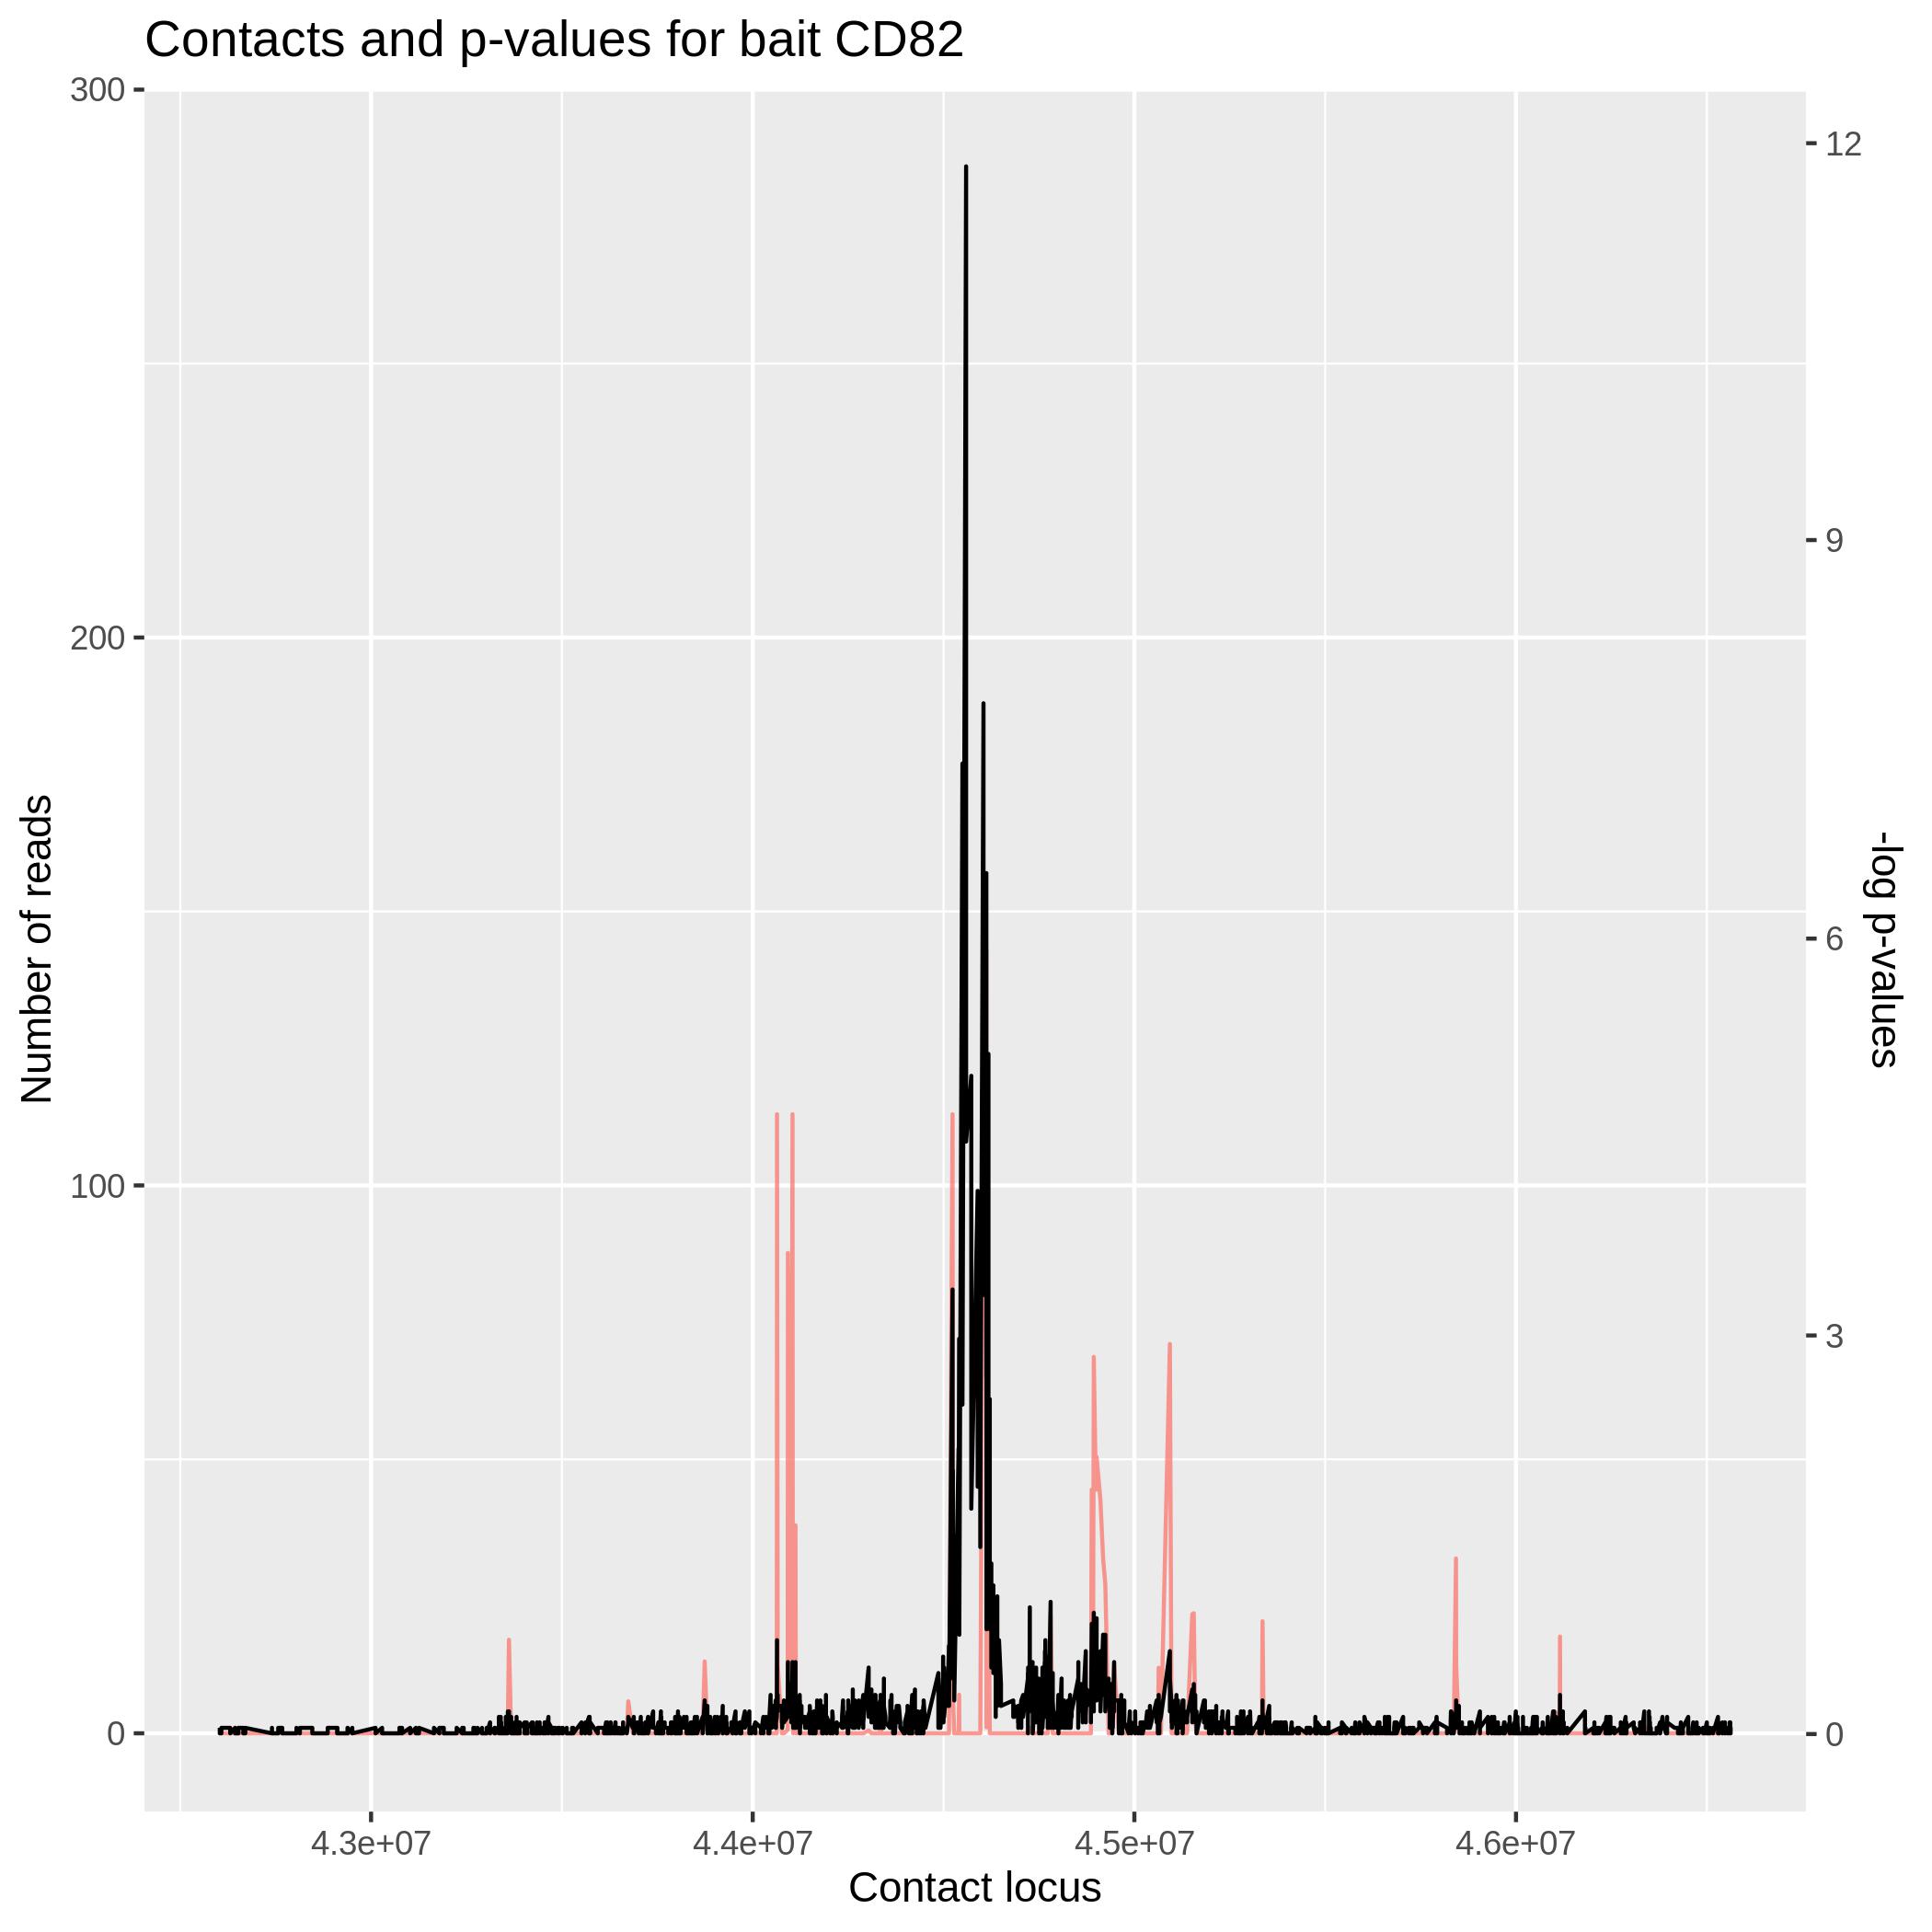 Contacts and p-values for bait CD82
300
200
100
0
Number of reads
12
9
6
3
0
-log p-values
4.3e+07 4.4e+07 4.5e+07 4.6e+07
Contact locus